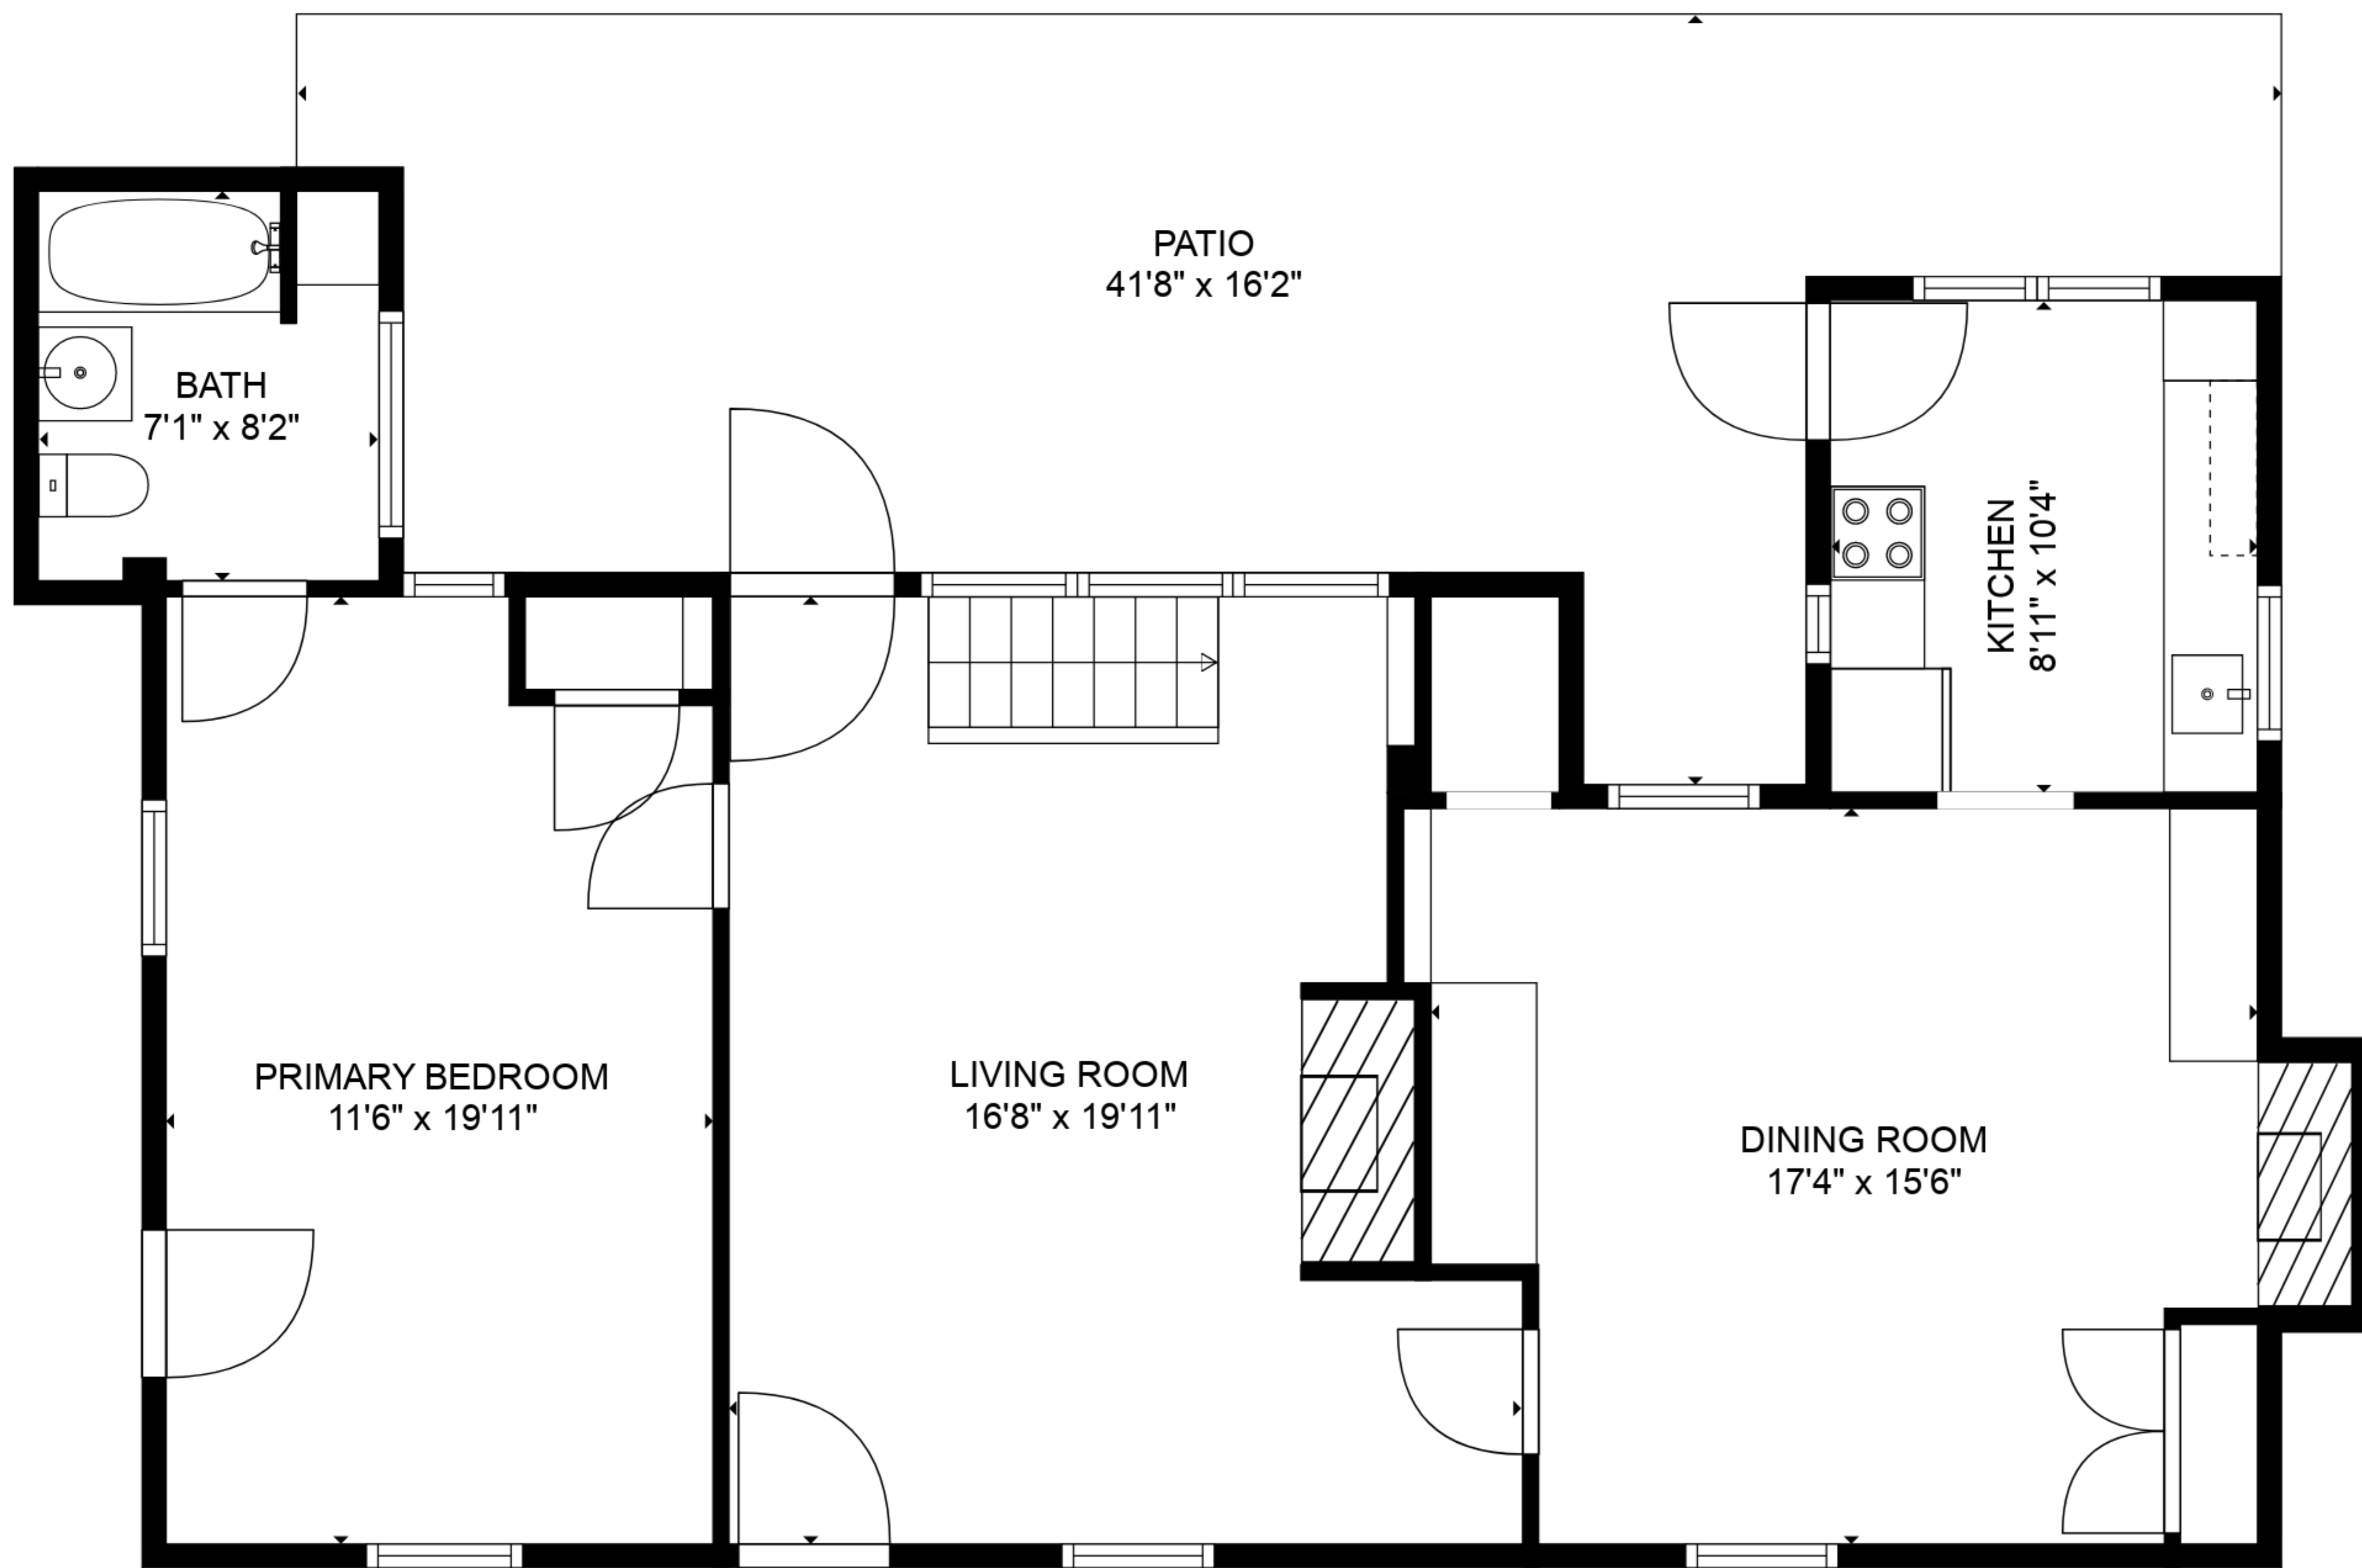 PATIO
41'8" x 16'2"
BATH
7'1" x 8'2"
KITCHEN
8'11" x 10'4"
PRIMARY BEDROOM
11'6" x 19'11"
LIVING ROOM
16'8" x 19'11"
DINING ROOM
17'4" x 15'6"